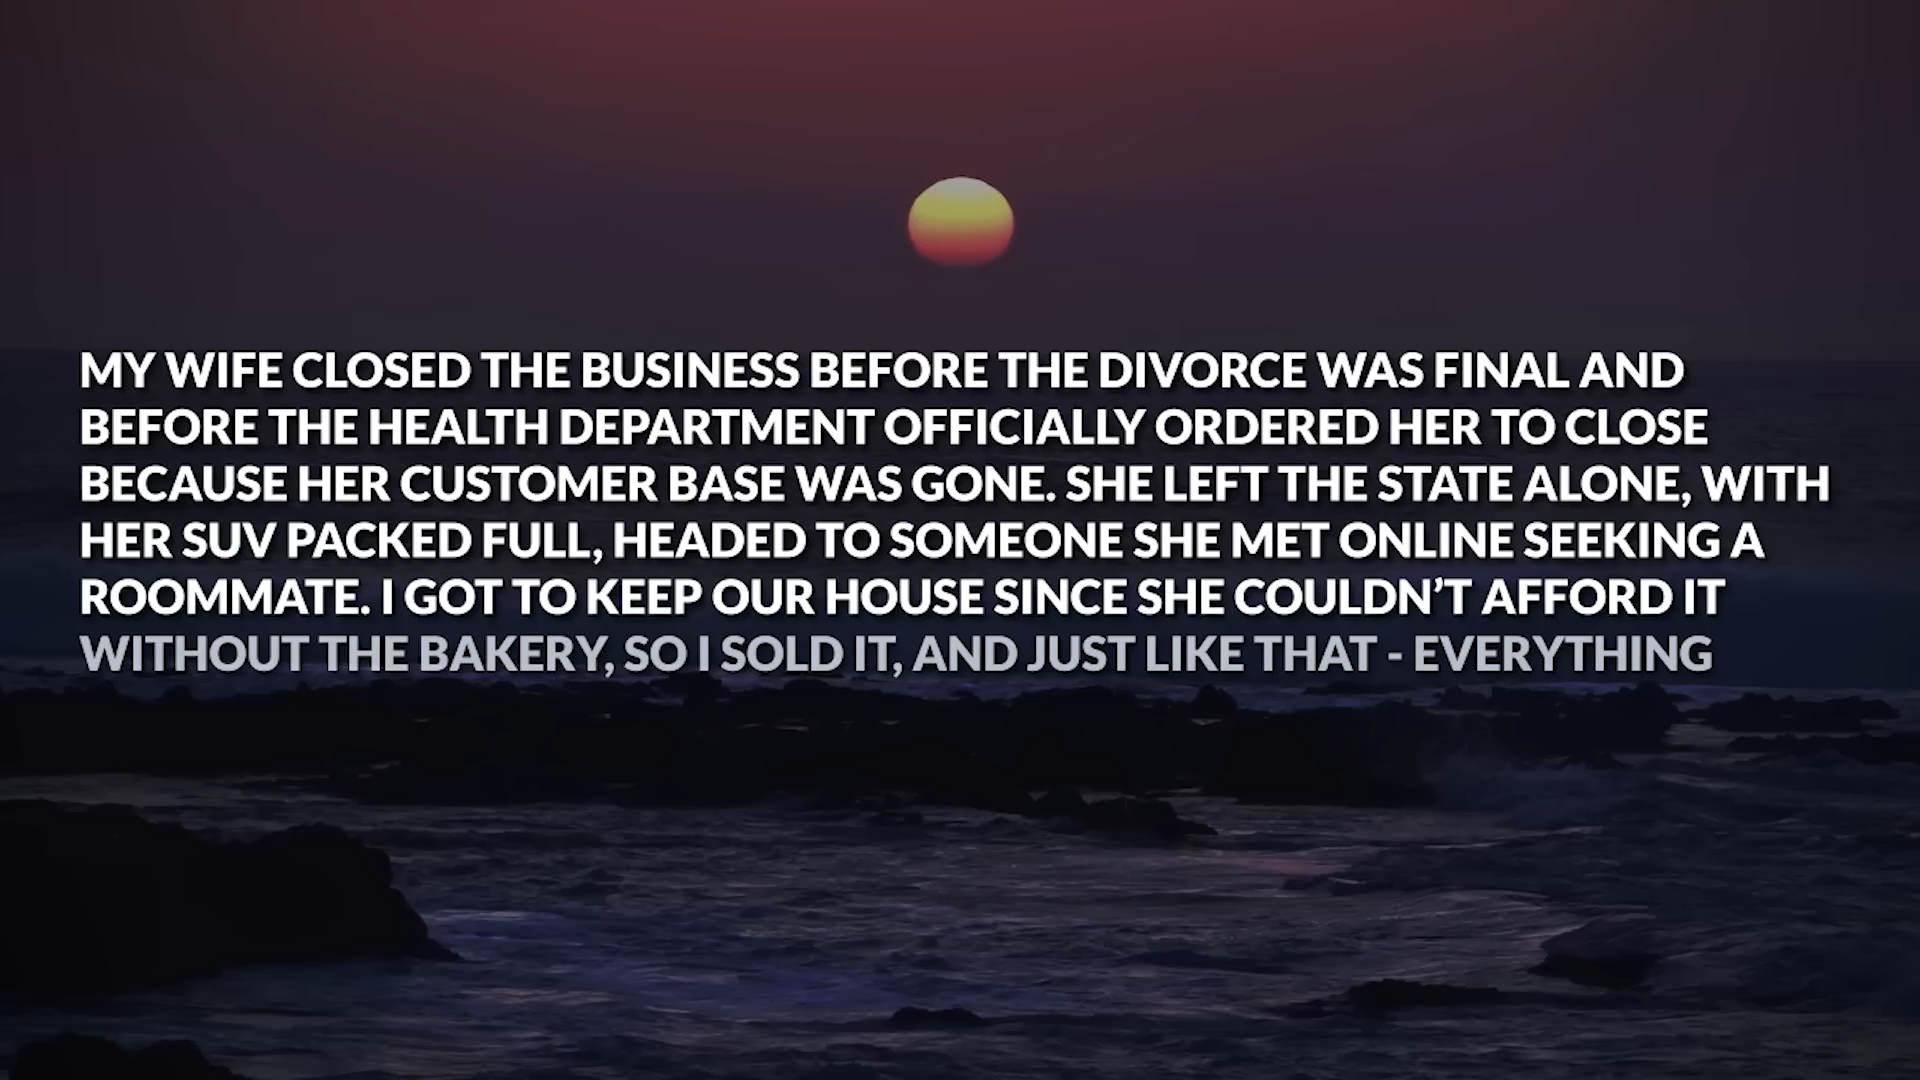 MY WIFE CLOSED THE BUSINESS BEFORE THE DIVORCE WAS FINAL AND
BEFORE THE HEALTH DEPARTMENT OFFICIALLY ORDERED HER TO CLOSE
BECAUSE HER CUSTOMER BASE WAS GONE. SHE LEFT THE STATE ALONE, WITH
HER SUV PACKED FULL, HEADED TO SOMEONE SHE MET ONLINE SEEKING A
ROOMMATE. I GOT TO KEEP OUR HOUSE SINCE SHE COULDN’T AFFORD IT
WITHOUT THE BAKERY, SO I SOLD IT, AND JUST LIKE THAT - EVERYTHING